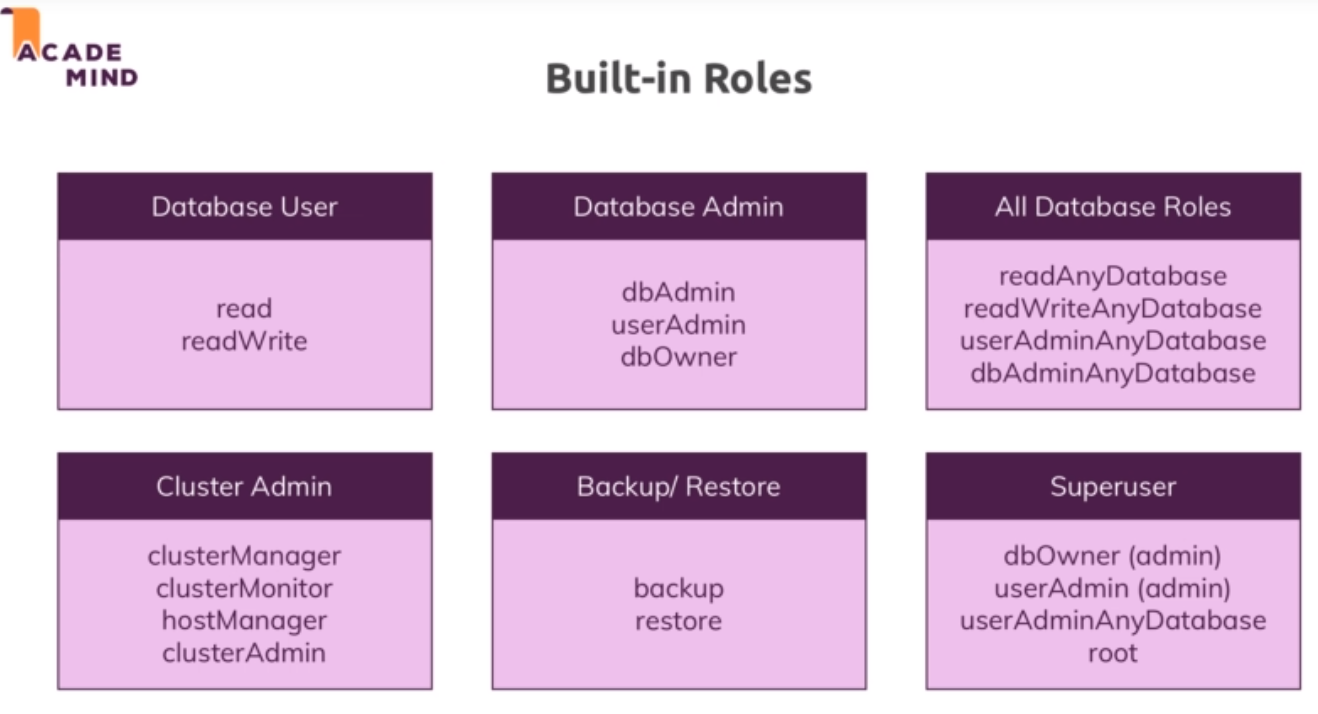 ACADE
MIND
Built-in Roles
Database User
read
readWrite
Database Admin
dbAdmin
userAdmin
dbOwner
All Database Roles
readAnyDatabase
readWriteAnyDatabase
userAdminAnyDatabase
dbAdminAnyDatabase
Cluster Admin
clusterManager
clusterMonitor
hostManager
clusterAdmin
Backup/ Restore
backup
restore
Superuser
dbOwner (admin)
userAdmin (admin)
userAdminAnyDatabase
root